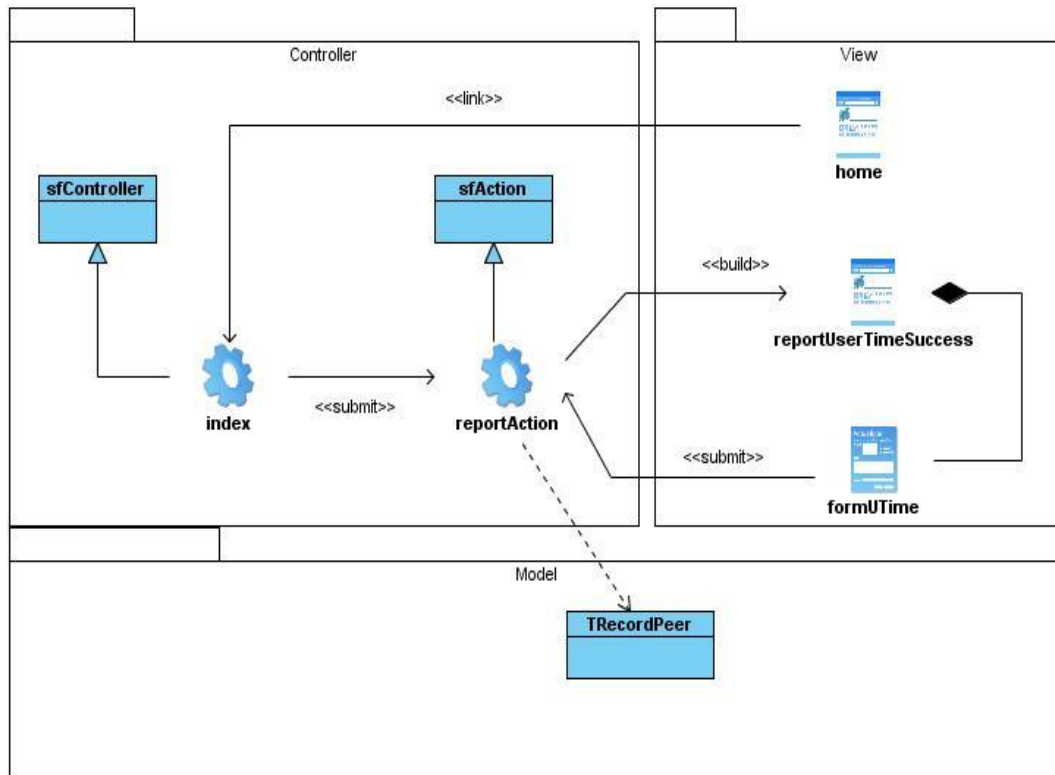 Controller
View
<<link>>
home
sfController
sfAction
<<build>>
reportUserTimeSuccess
index
<<submit>>
reportAction
<<submit>>
formUTime
Model
TRecordPeer